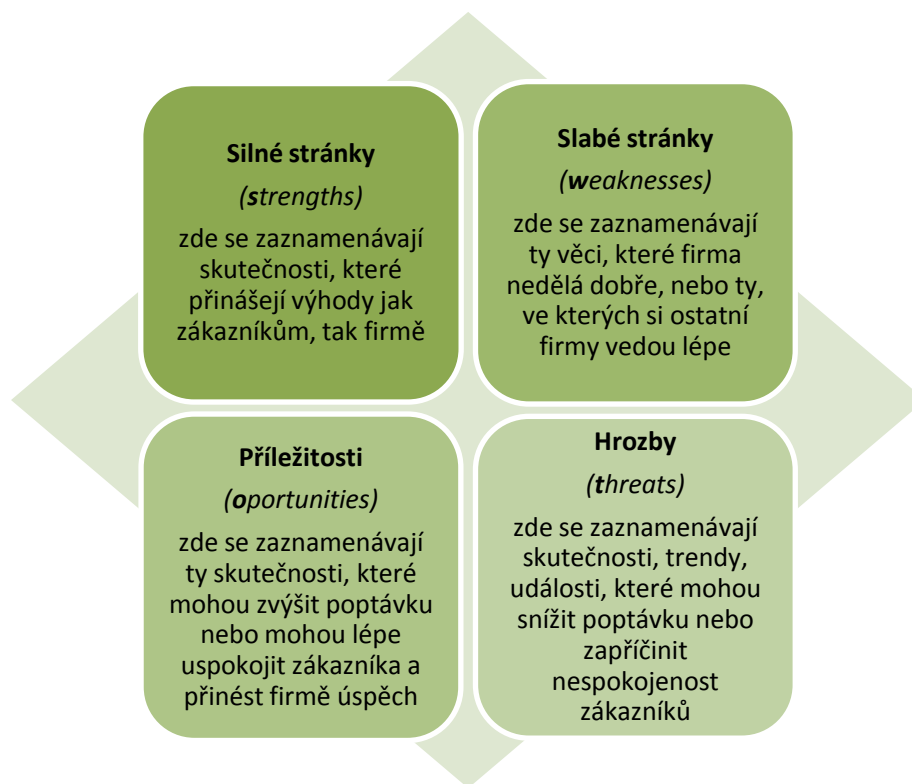 Silné stránky
(strengths)
zde se zaznamenávají
skutečnosti, které
přinášejí výhody jak
zákazníkům, tak firmě
Slabé stránky
(weaknesses)
zde se zaznamenávají
ty věci, které firma
nedělá dobře, nebo ty,
ve kterých si ostatní
firmy vedou lépe
Příležitosti
(oportunities)
zde se zaznamenávají
ty skutečnosti, které
mohou zvýšit poptávku
nebo mohou lépe
uspokojit zákazníka a
přinést firmě úspěch
Hrozby
(threats)
zde se zaznamenávají
skutečnosti, trendy,
události, které mohou
snížit poptávku nebo
zapříčinit
nespokojenost
zákazníků